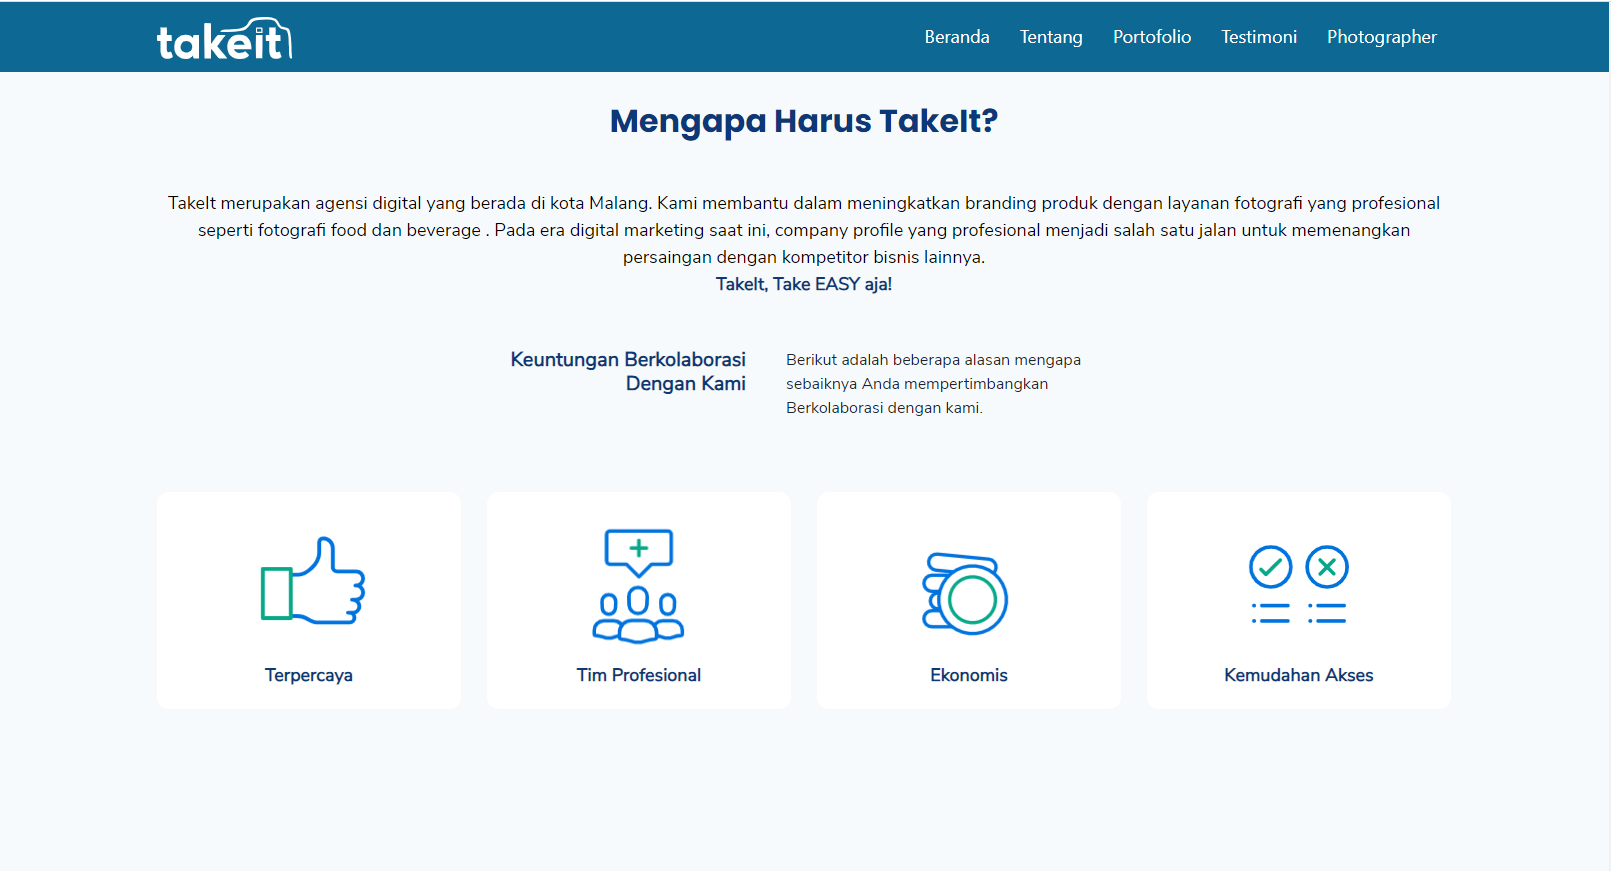 takeit
Beranda Tentang Portofolio Testimoni Photographer
Mengapa Harus TakeIt?
TakeIt merupakan agensi digital yang berada di kota Malang. Kami membantu dalam meningkatkan branding produk dengan layanan fotografi yang profesional
seperti fotografi food dan beverage . Pada era digital marketing saat ini, company profile yang profesional menjadi salah satu jalan untuk memenangkan
persaingan dengan kompetitor bisnis lainnya.
TakeIt, Take EASY aja!
Keuntungan Berkolaborasi
Dengan Kami
Berikut adalah beberapa alasan mengapa
sebaiknya Anda mempertimbangkan
Berkolaborasi dengan kami.
Terpercaya
Tim Profesional
Ekonomis
Kemudahan Akses